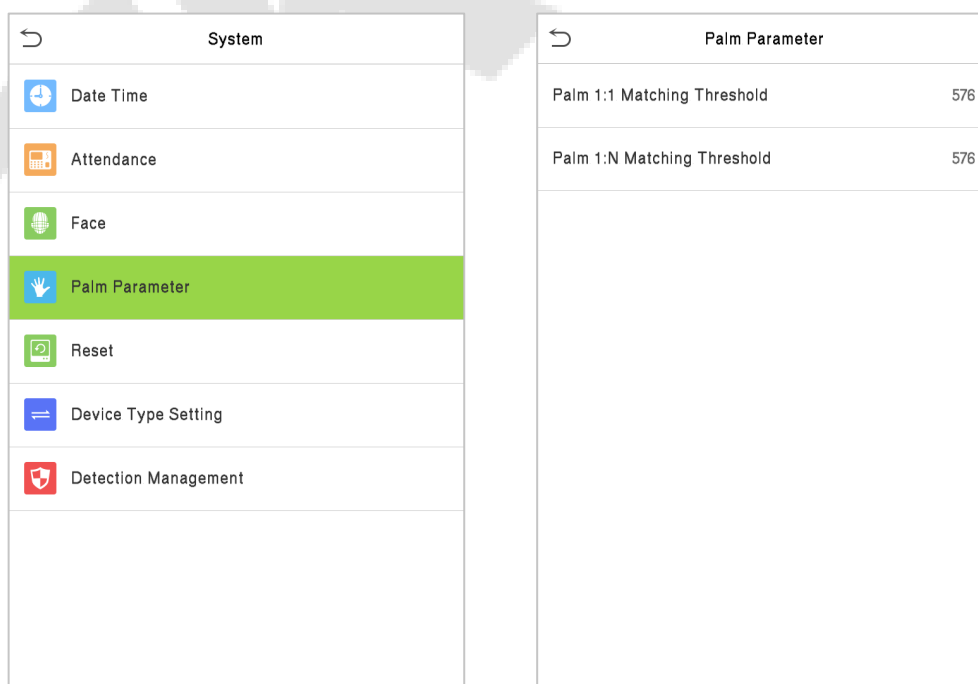 System
Date Time
Attendance
Face
Palm Parameter
Reset
Device Type Setting
Detection Management
Palm Parameter
Palm 1:1 Matching Threshold 576
Palm 1:N Matching Threshold 576